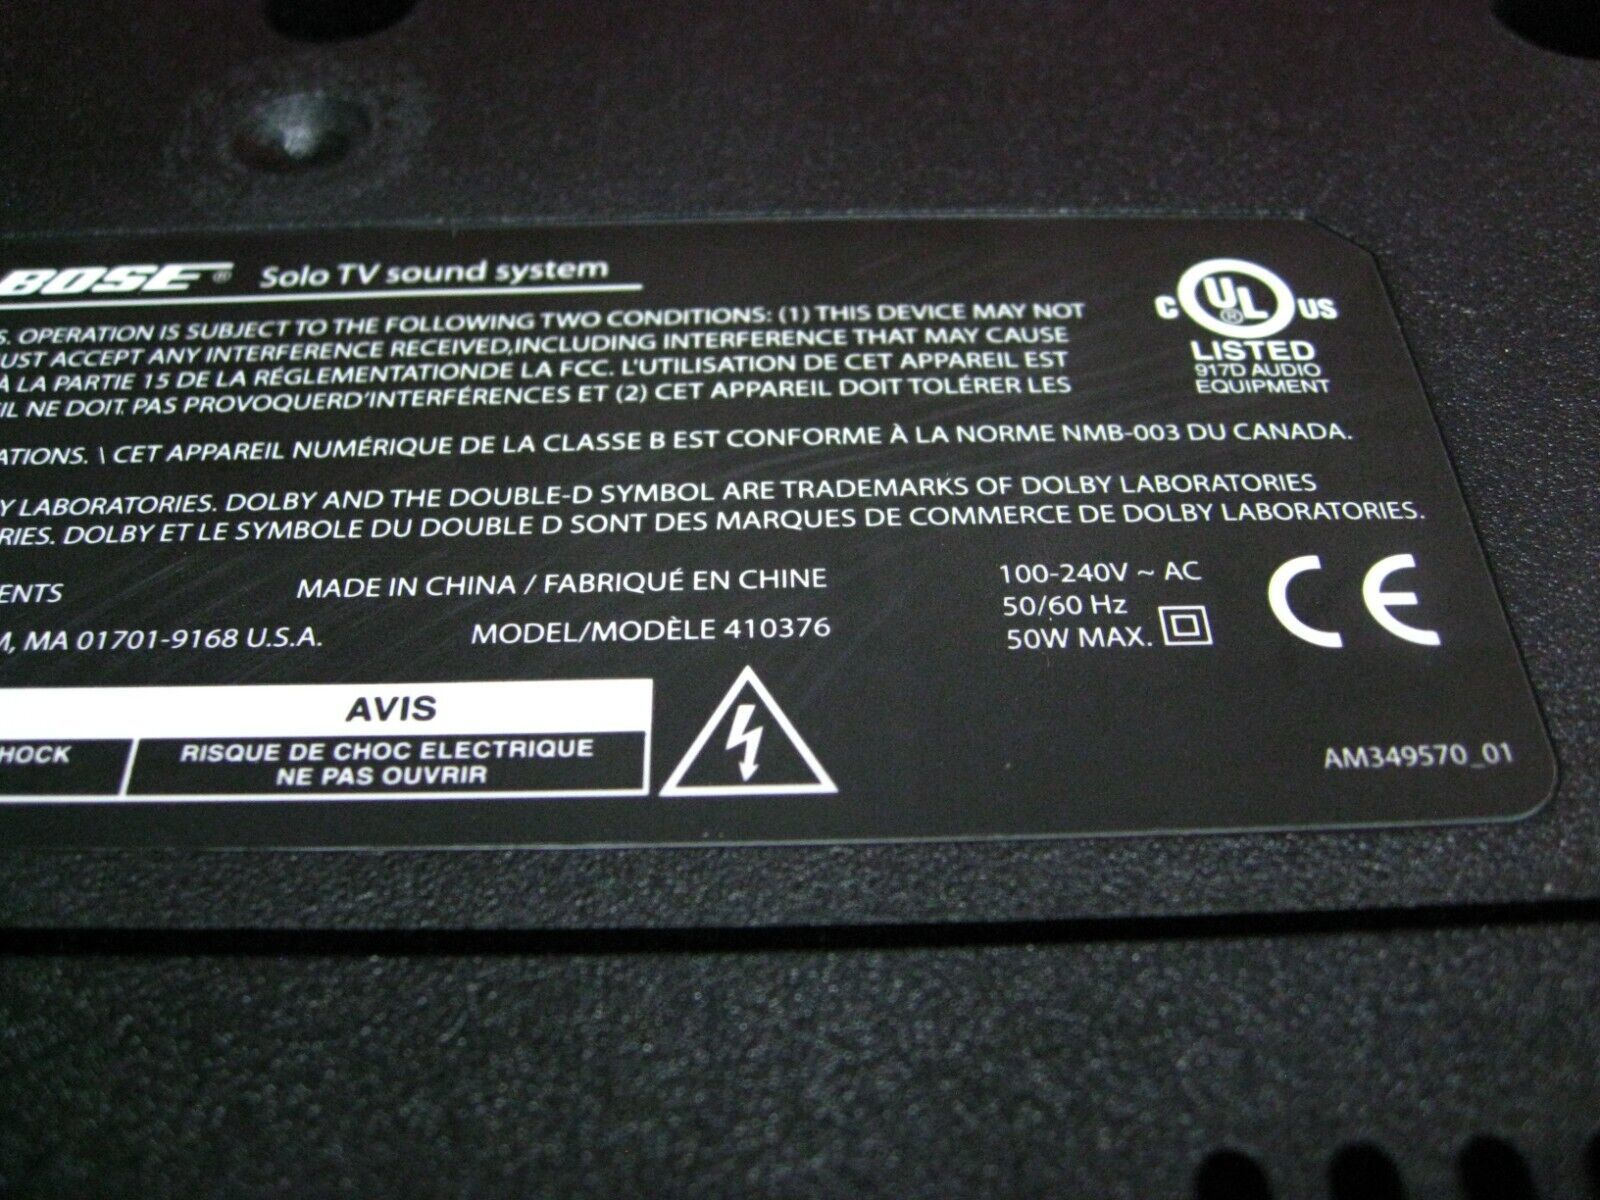 BOSE® Solo TV sound system
S. OPERATION IS SUBJECT TO THE FOLLOWING TWO CONDITIONS: (1) THIS DEVICE MAY NOT
UST ACCEPT ANY INTERFERENCE RECEIVED,INCLUDING INTERFERENCE THAT MAY CAUSE
À LA PARTIE 15 DE LA RÉGLEMENTATIONDE LA FCC. L'UTILISATION DE CET APPAREIL EST
IL NE DOIT PAS PROVOQUERD'INTERFÉRENCES ET (2) CET APPAREIL DOIT TOLÉRER LES
C UL® US
LISTED
917D AUDIO
EQUIPMENT
ATIONS. \ CET APPAREIL NUMÉRIQUE DE LA CLASSE B EST CONFORME À LA NORME NMB-003 DU CANADA.
Y LABORATORIES. DOLBY AND THE DOUBLE-D SYMBOL ARE TRADEMARKS OF DOLBY LABORATORIES
RIES. DOLBY ET LE SYMBOLE DU DOUBLE D SONT DES MARQUES DE COMMERCE DE DOLBY LABORATORIES.
ENTS MADE IN CHINA / FABRIQUÉ EN CHINE
M, MA 01701-9168 U.S.A. MODEL/MODÈLE 410376
100-240V ~ AC
50/60 Hz
50W MAX.
CE
AVIS
HOCK
RISQUE DE CHOC ELECTRIQUE
NE PAS OUVRIR
AM349570_01